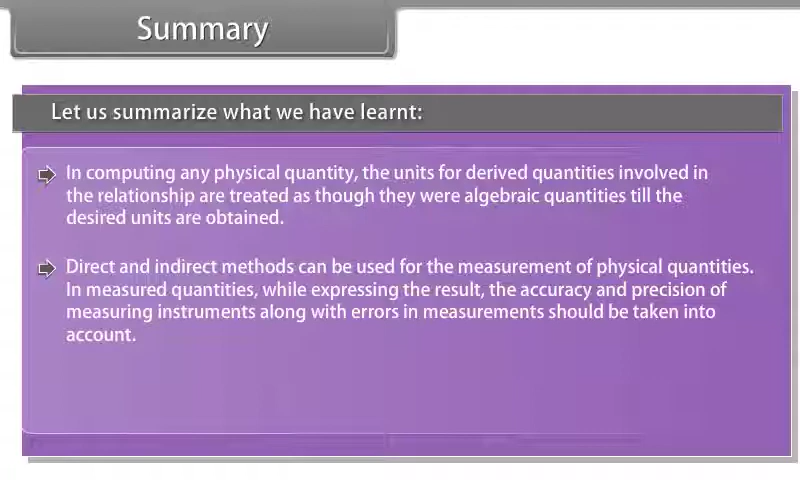 Summary
Let us summarize what we have learnt:
In computing any physical quantity, the units for derived quantities involved in
the relationship are treated as though they were algebraic quantities till the
desired units are obtained.
Direct and indirect methods can be used for the measurement of physical quantities.
In measured quantities, while expressing the result, the accuracy and precision of
measuring instruments along with errors in measurements should be taken into
account.